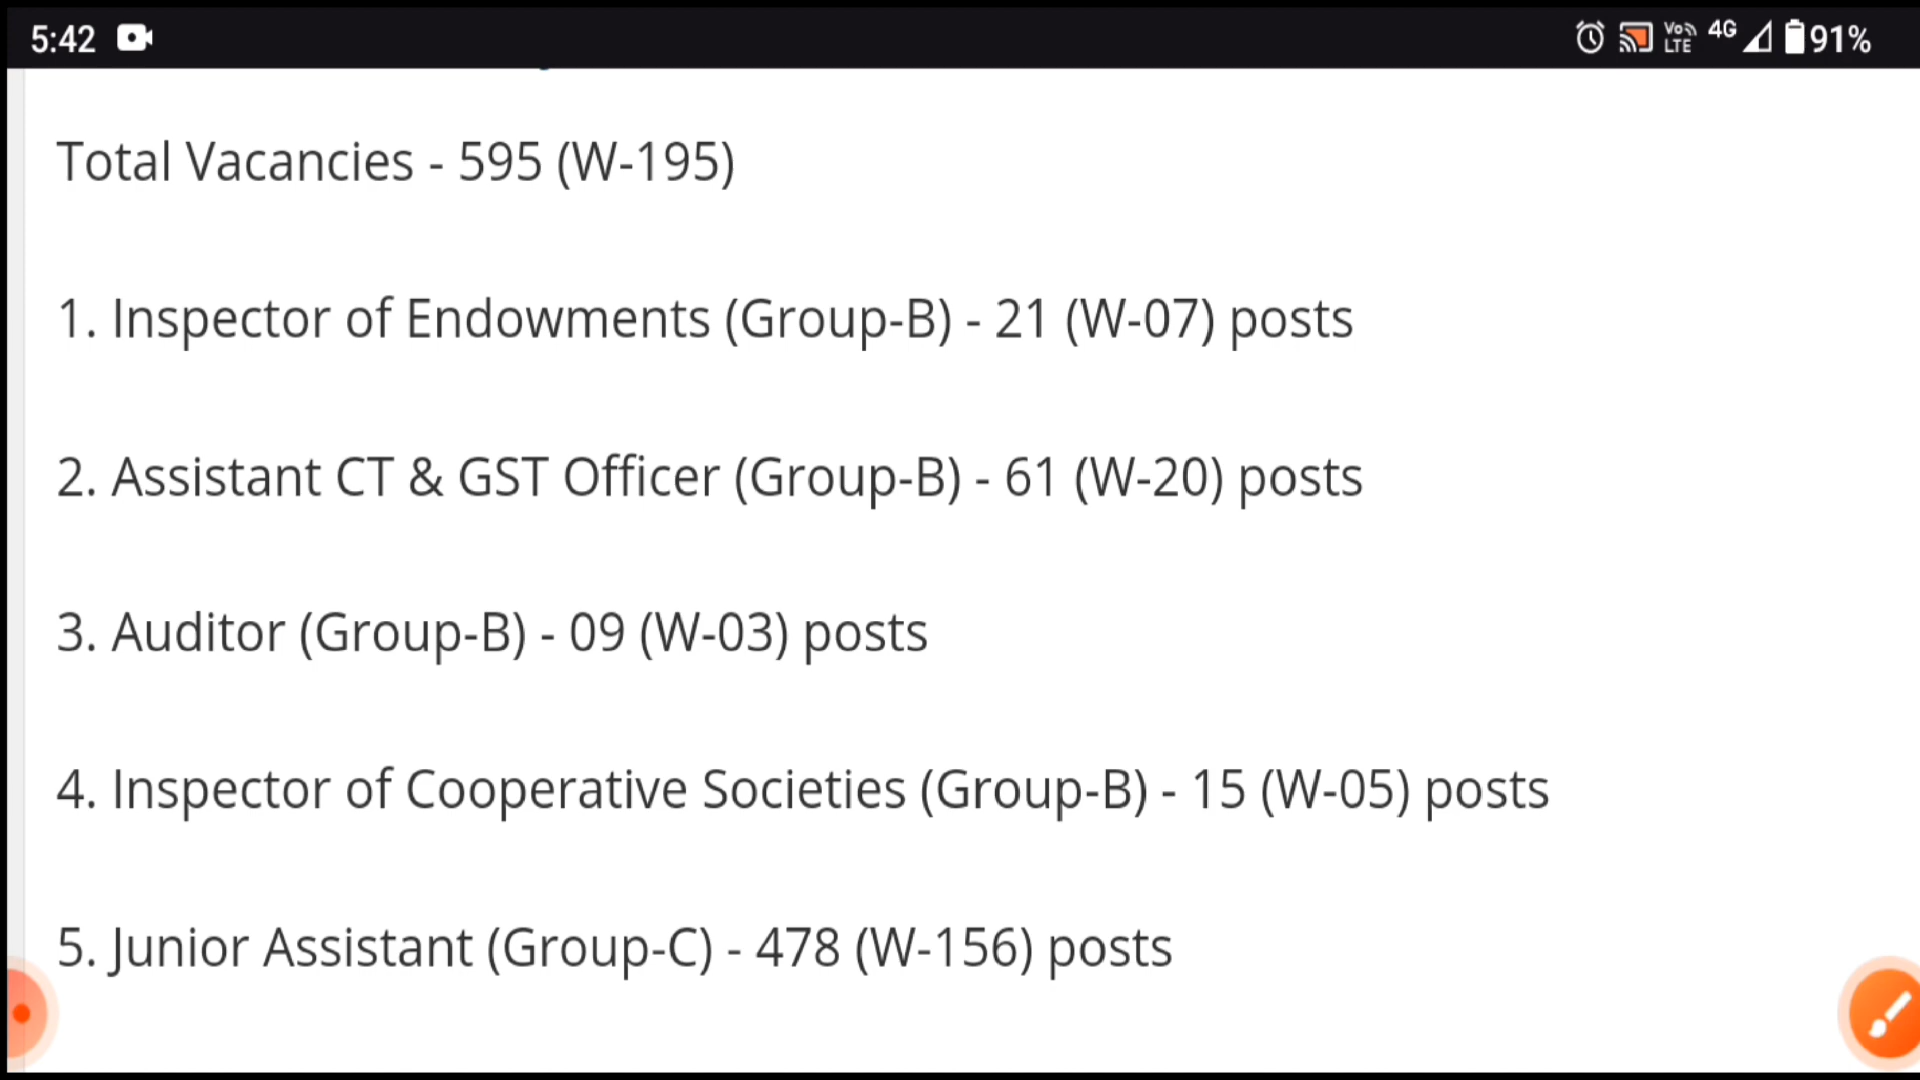 5:42
Vo LTE 4G 91%
Total Vacancies - 595 (W-195)
1. Inspector of Endowments (Group-B) - 21 (W-07) posts
2. Assistant CT & GST Officer (Group-B) - 61 (W-20) posts
3. Auditor (Group-B) - 09 (W-03) posts
4. Inspector of Cooperative Societies (Group-B) - 15 (W-05) posts
5. Junior Assistant (Group-C) - 478 (W-156) posts